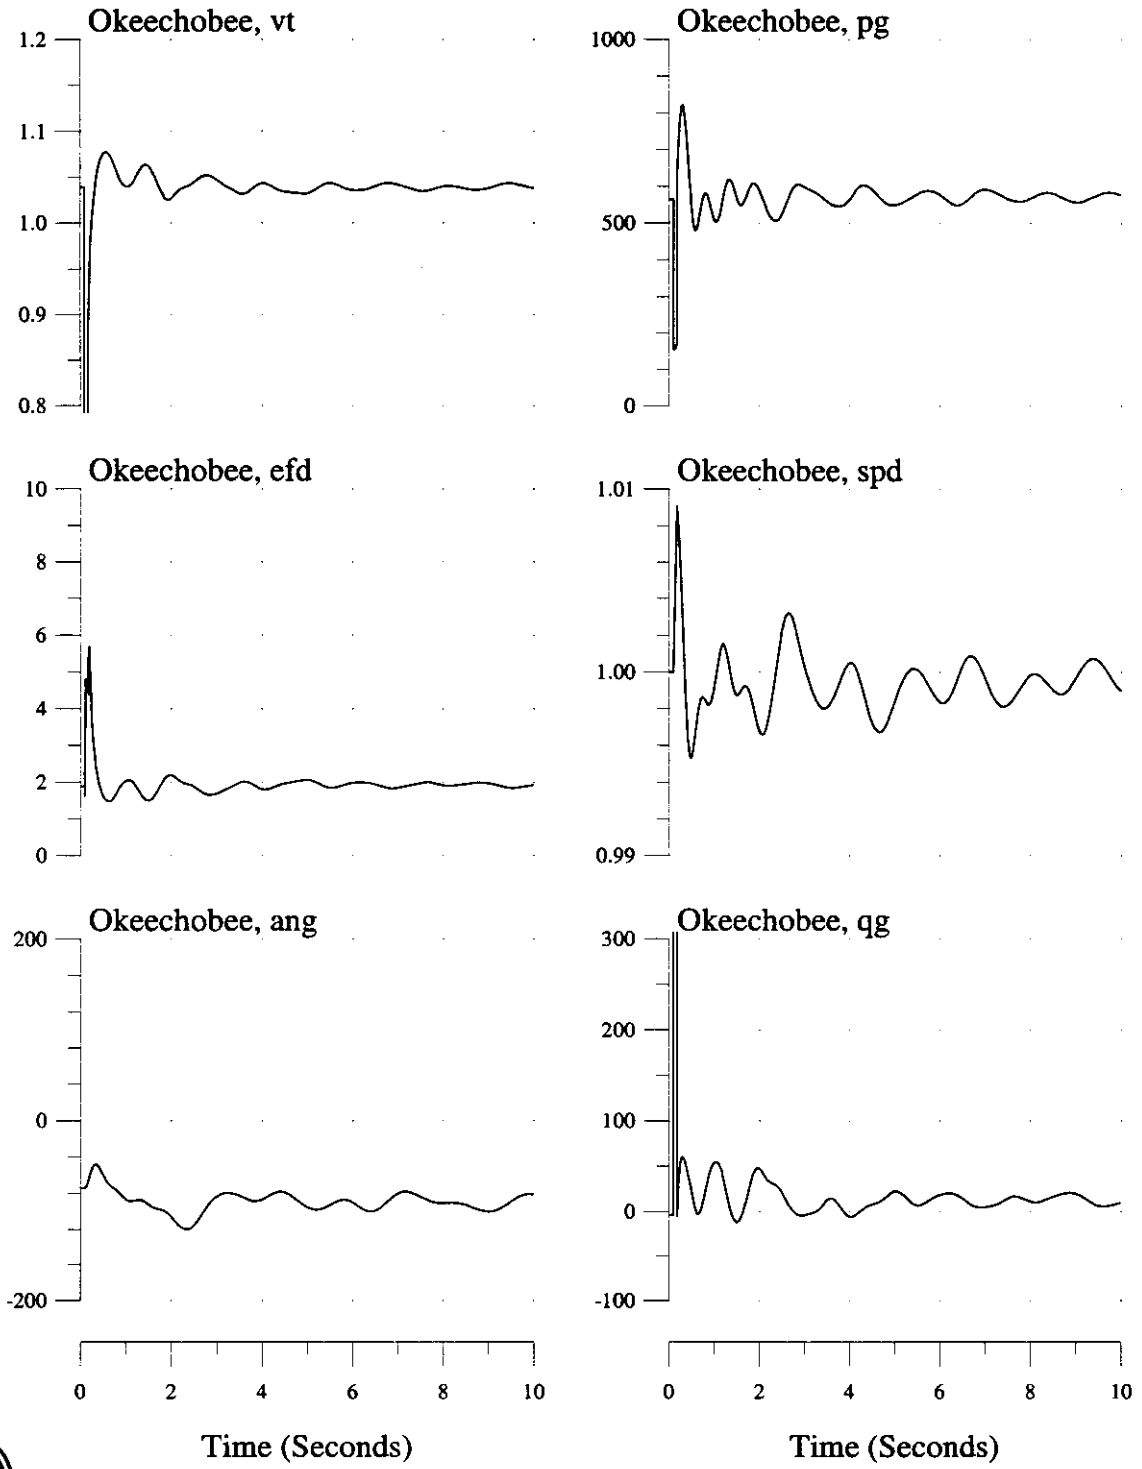 Okeechobee, vt
1.2
1.1
1.0
0.9
0.8
Okeechobee, pg
1000
500
0
Okeechobee, efd
10
8
6
4
2
0
Okeechobee, spd
1.01
1.00
0.99
Okeechobee, ang
200
0
-200
Okeechobee, qg
300
200
100
0
-100
0 2 4 6 8 10
Time (Seconds)
0 2 4 6 8 10
Time (Seconds)